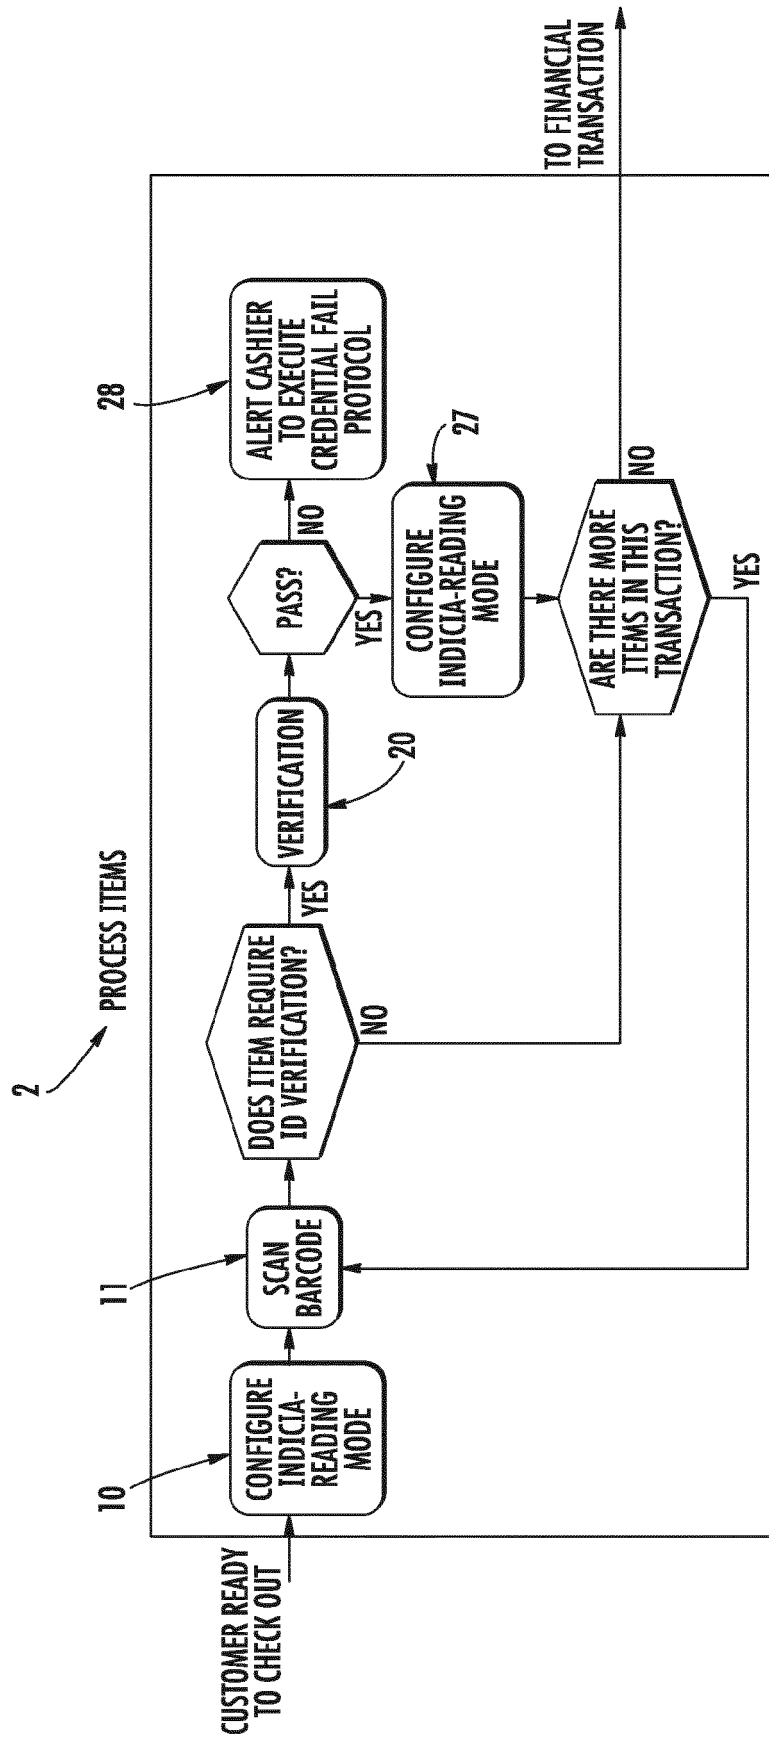 2
PROCESS ITEMS
CUSTOMER READY
TO CHECK OUT
10
CONFIGURE
INDICIA-
READING
MODE
11
SCAN
BARCODE
DOES ITEM REQUIRE
ID VERIFICATION?
YES
NO
VERIFICATION
20
PASS?
NO
YES
28
ALERT CASHIER
TO EXECUTE
CREDENTIAL FAIL
PROTOCOL
27
CONFIGURE
INDICIA-READING
MODE
ARE THERE MORE
ITEMS IN THIS
TRANSACTION?
NO
YES
TO FINANCIAL
TRANSACTION